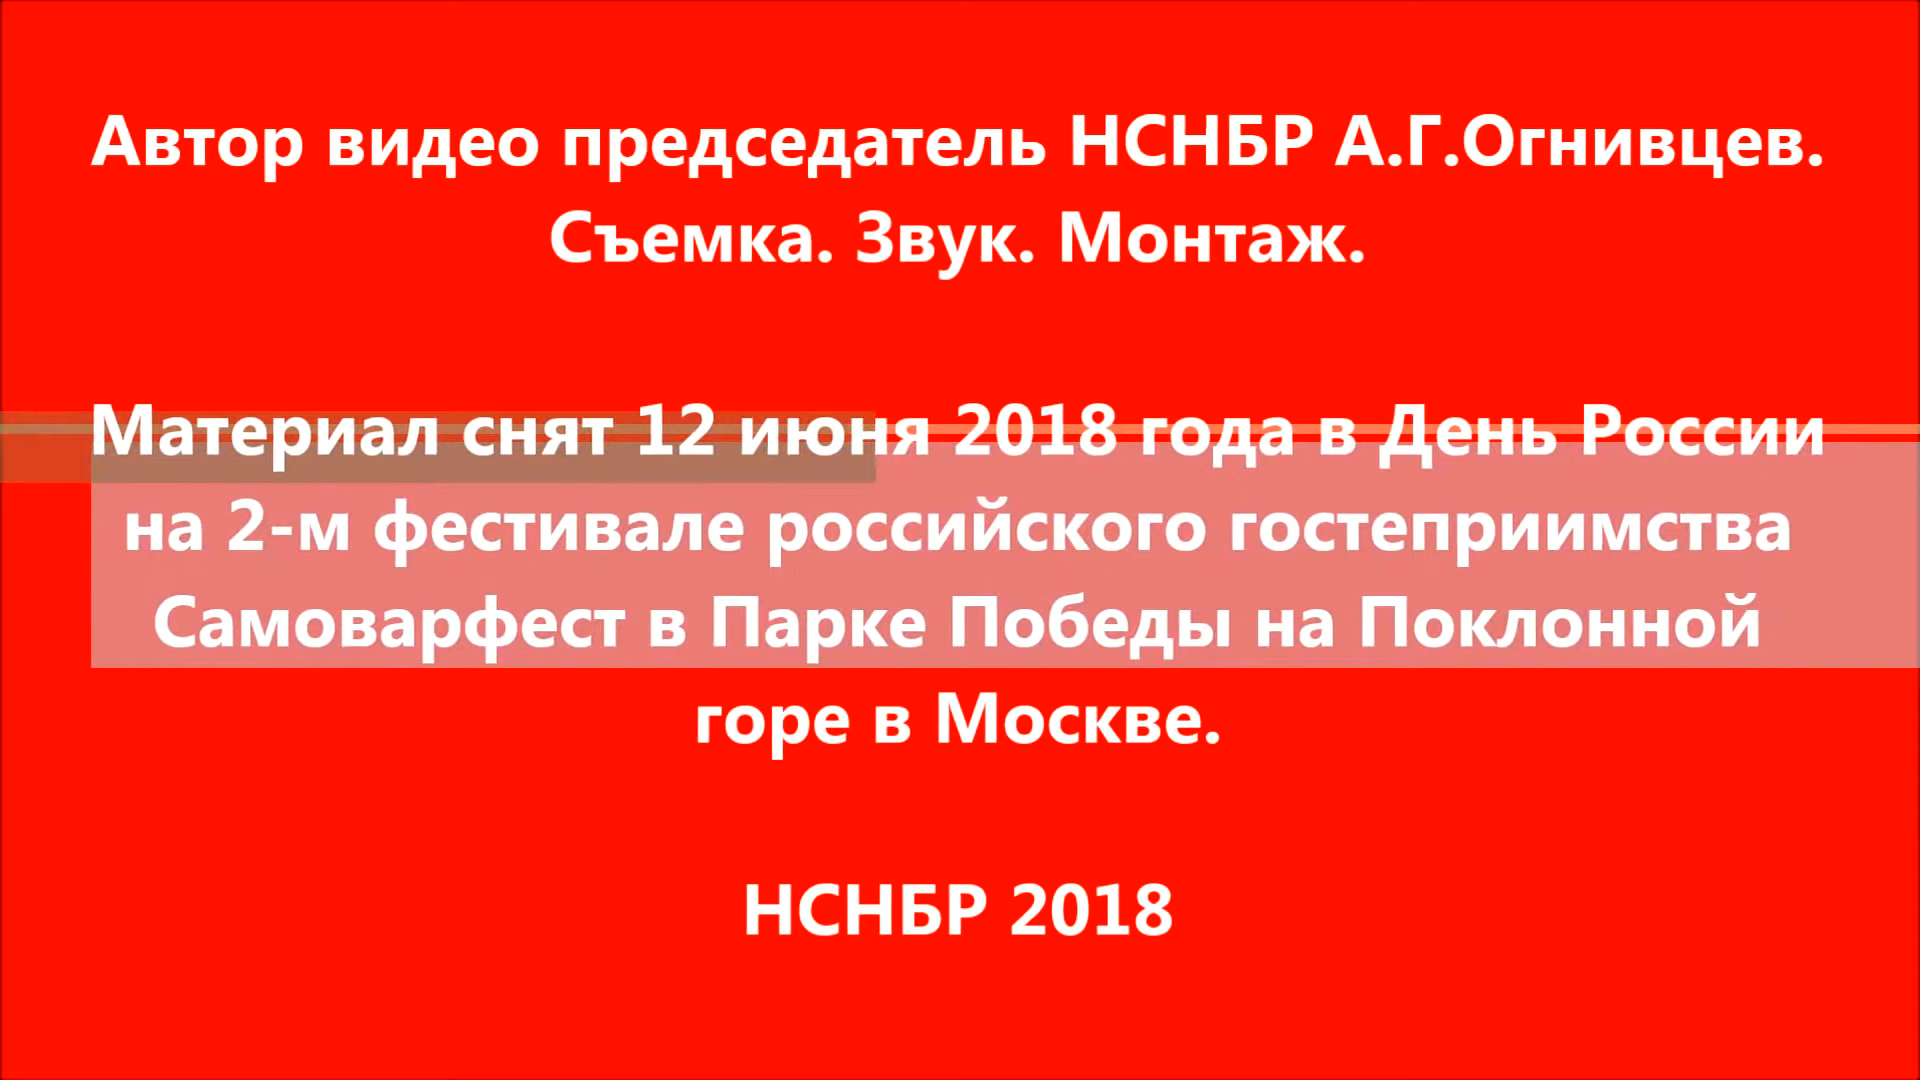 Автор видео председатель НСНБР А.Г.Огнивцев.
Съемка. Звук. Монтаж.
Материал снят 12 июня 2018 года в День России
на 2-м фестивале российского гостеприимства
Самоварфест в Парке Победы на Поклонной
горе в Москве.
НСНБР 2018